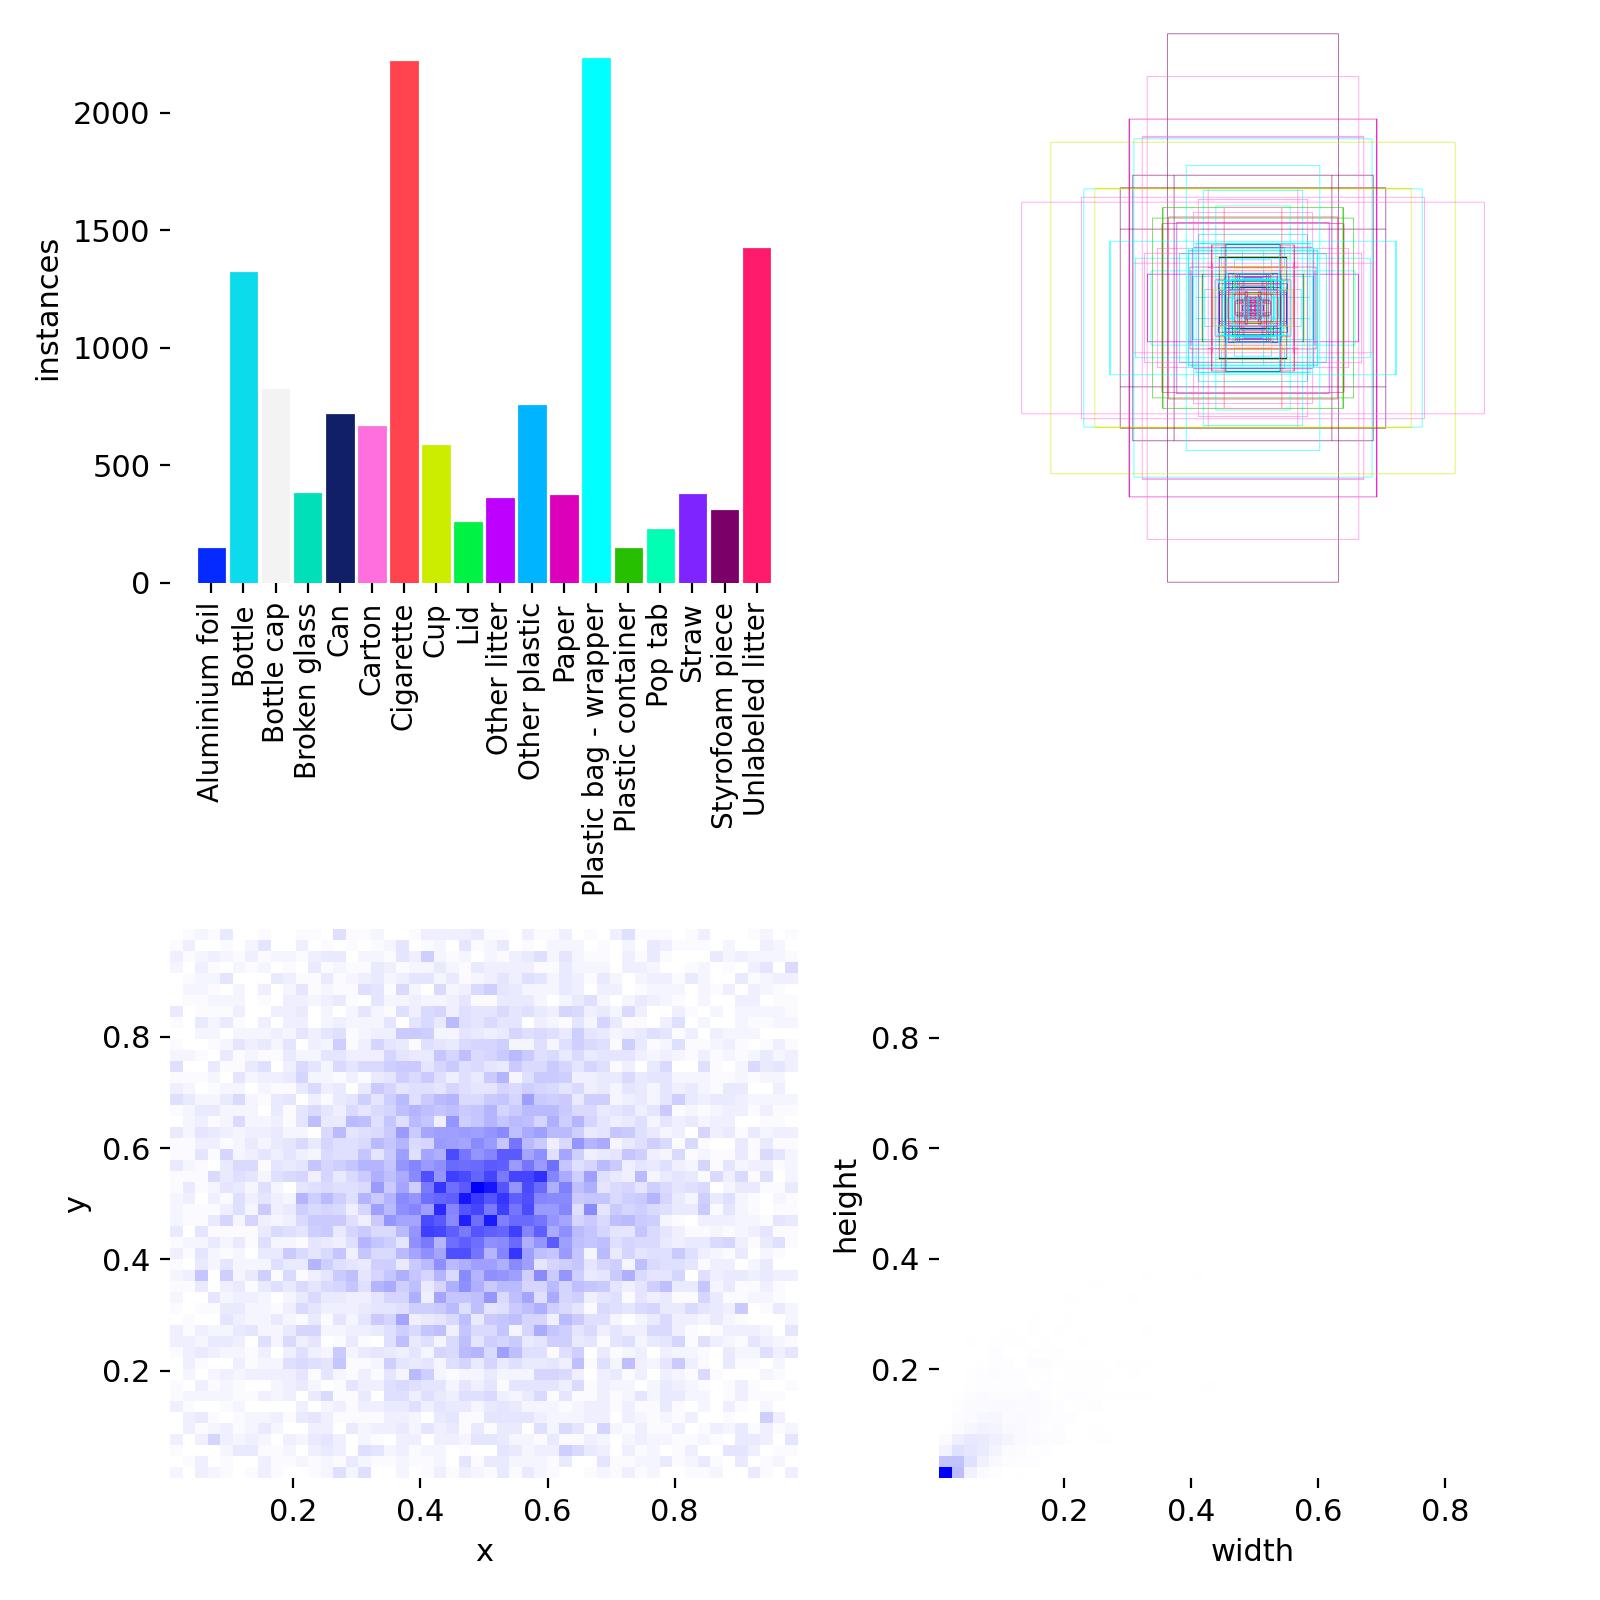 instances
2000
1500
1000
500
0
Aluminium foil
Bottle
Bottle cap
Broken glass
Can
Carton
Cigarette
Cup
Lid
Other litter
Other plastic
Paper
Plastic bag - wrapper
Plastic container
Pop tab
Straw
Styrofoam piece
Unlabeled litter
y
0.8
0.6
0.4
0.2
0.2 0.4 0.6 0.8
x
height
0.8
0.6
0.4
0.2
0.2 0.4 0.6 0.8
width